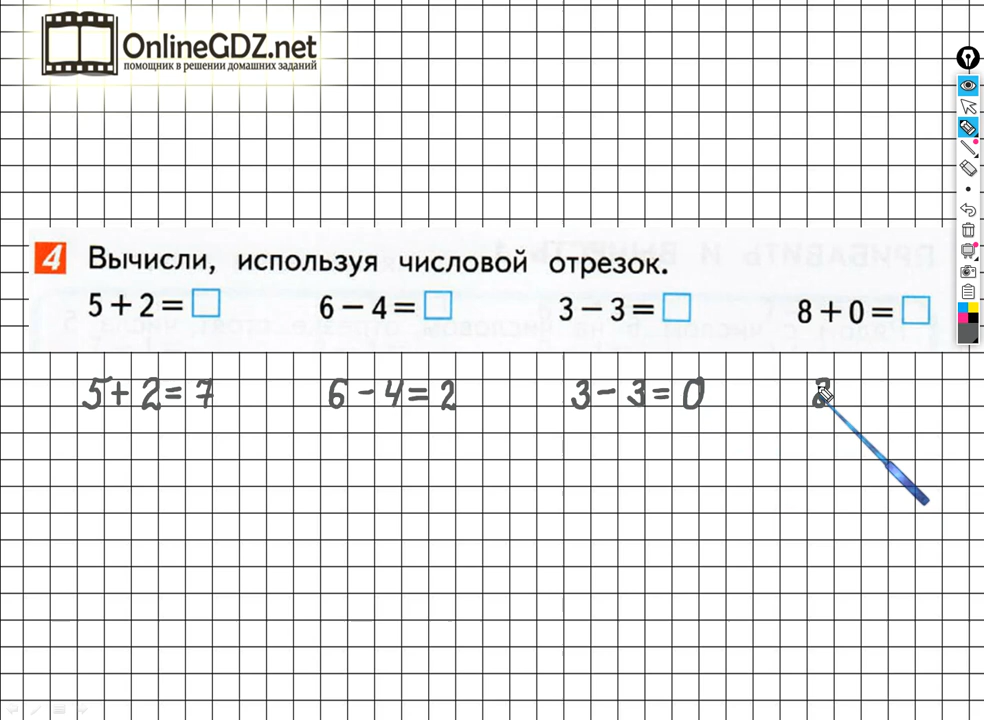 OnlineGDZ.net
помощник в решении домашних заданий
4 Вычисли, используя числовой отрезок.
5 + 2 = 6 − 4 = 3 − 3 = 8 + 0 =
5 + 2 = 7 6 − 4 = 2 3 − 3 = 0